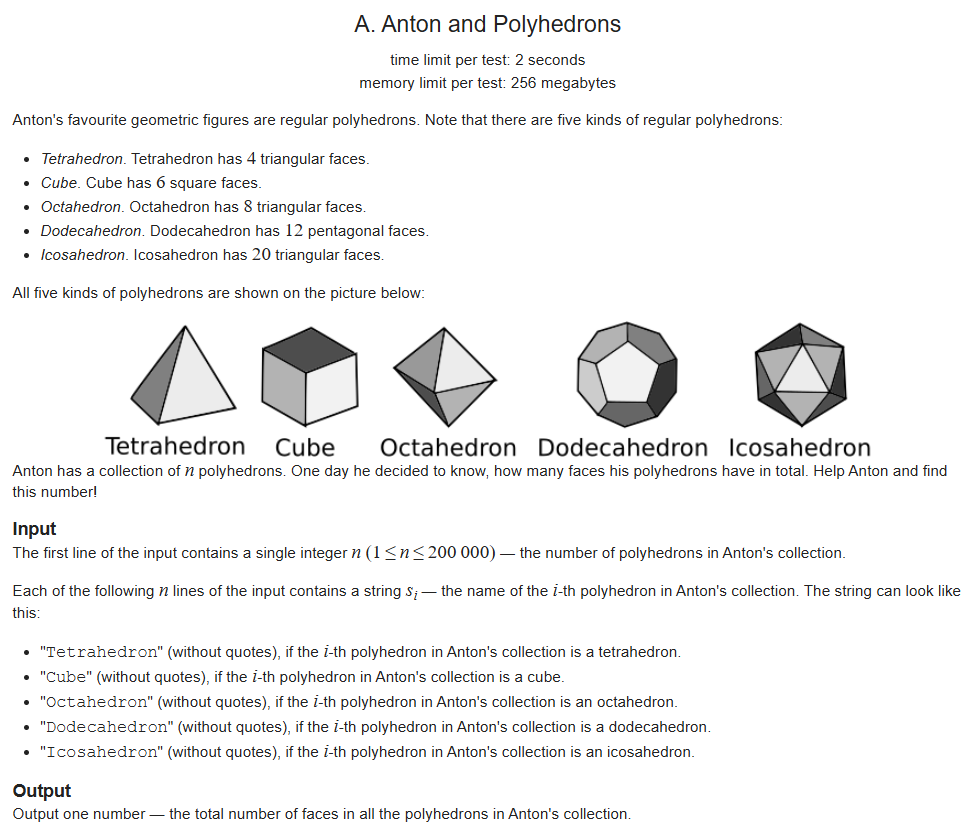 A. Anton and Polyhedrons
time limit per test: 2 seconds
memory limit per test: 256 megabytes
Anton's favourite geometric figures are regular polyhedrons. Note that there are five kinds of regular polyhedrons:
• Tetrahedron. Tetrahedron has 4 triangular faces.
• Cube. Cube has 6 square faces.
• Octahedron. Octahedron has 8 triangular faces.
• Dodecahedron. Dodecahedron has 12 pentagonal faces.
• Icosahedron. Icosahedron has 20 triangular faces.
All five kinds of polyhedrons are shown on the picture below:
Tetrahedron Cube Octahedron Dodecahedron Icosahedron
Anton has a collection of n polyhedrons. One day he decided to know, how many faces his polyhedrons have in total. Help Anton and find
this number!
Input
The first line of the input contains a single integer n (1 ≤ n ≤ 200 000) — the number of polyhedrons in Anton's collection.
Each of the following n lines of the input contains a string sᵢ — the name of the i-th polyhedron in Anton's collection. The string can look like
this:
• "Tetrahedron" (without quotes), if the i-th polyhedron in Anton's collection is a tetrahedron.
• "Cube" (without quotes), if the i-th polyhedron in Anton's collection is a cube.
• "Octahedron" (without quotes), if the i-th polyhedron in Anton's collection is an octahedron.
• "Dodecahedron" (without quotes), if the i-th polyhedron in Anton's collection is a dodecahedron.
• "Icosahedron" (without quotes), if the i-th polyhedron in Anton's collection is an icosahedron.
Output
Output one number — the total number of faces in all the polyhedrons in Anton's collection.